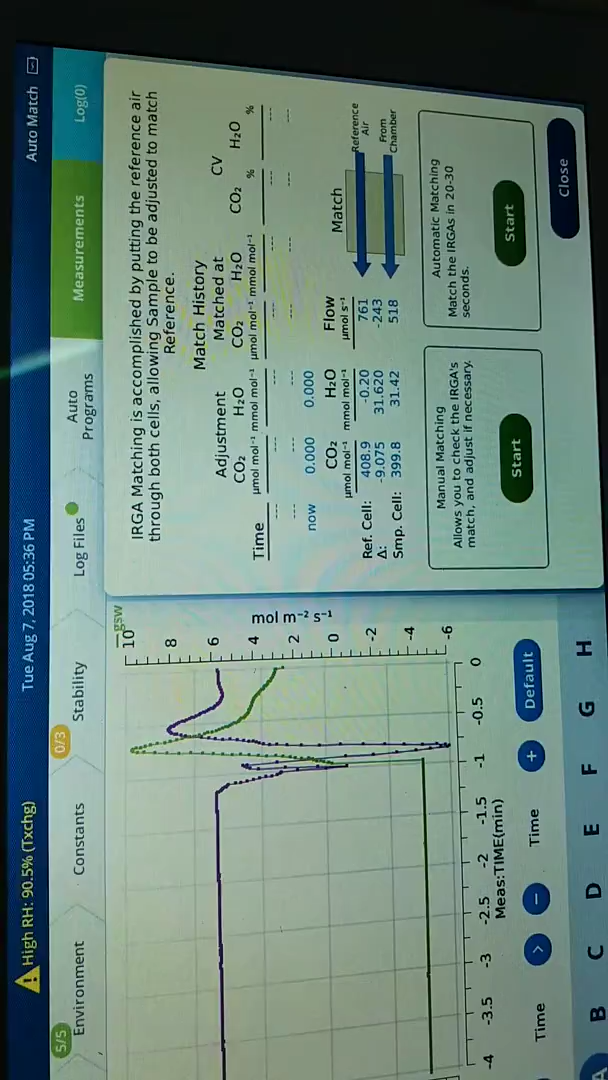 High RH: 90.5% (Txchg)
Tue Aug 7, 2018 05:36 PM
Auto Match
5/5
Environment
Constants
0/3
Stability
Log Files
Auto
Programs
Measurements
Log(0)
gsw
10
8
6
4
2
0
-2
-4
-6
mol m⁻² s⁻¹
-4
-3.5
-3
-2.5
-2
-1.5
-1
-0.5
0
Meas:TIME(min)
Time
>
−
Time
+
Default
A B C D E F G H
IRGA Matching is accomplished by putting the reference air
through both cells, allowing Sample to be adjusted to match
Reference.
Match History
Adjustment Matched at CV
Time CO₂ H₂O CO₂ H₂O CO₂ H₂O
µmol mol⁻¹ mmol mol⁻¹ µmol mol⁻¹ mmol mol⁻¹ % %
--- --- --- --- --- --- ---
--- --- --- --- --- --- ---
now 0.000 0.000
CO₂ H₂O Flow
µmol mol⁻¹ mmol mol⁻¹ µmol s⁻¹
Ref. Cell: 408.9 -0.20 761
Δ: -9.075 31.620 243
Smp. Cell: 399.8 31.42 518
Match
Reference
Air
From
Chamber
Manual Matching
Allows you to check the IRGA's
match, and adjust if necessary.
Start
Automatic Matching
Match the IRGAs in 20-30
seconds.
Start
Close